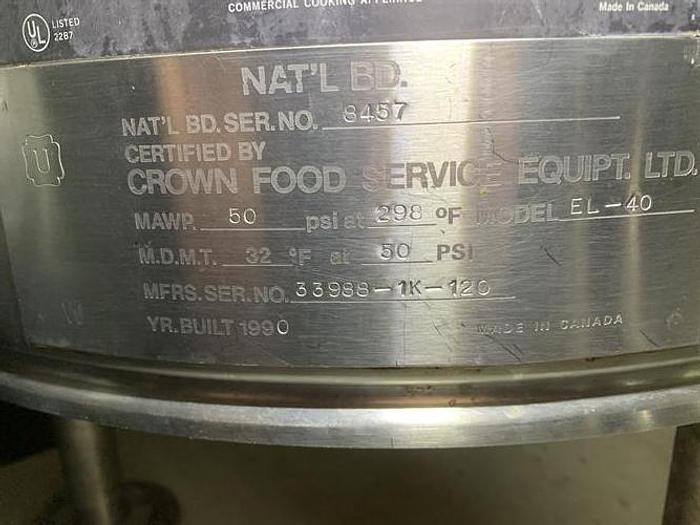 COMMERCIAL COOKING APPLIANCE
Made In Canada
UL LISTED
22B7
NAT'L BD.
NAT'L BD. SER. NO. 8457
U
CERTIFIED BY
CROWN FOOD SERVICE EQUIPT. LTD.
MAWP. 50 psi at 298 °F MODEL EL-40
M.D.M.T. 32 °F at 50 PSI
MFRS. SER. NO. 33988-1K-120
YR. BUILT 1990
MADE IN CANADA